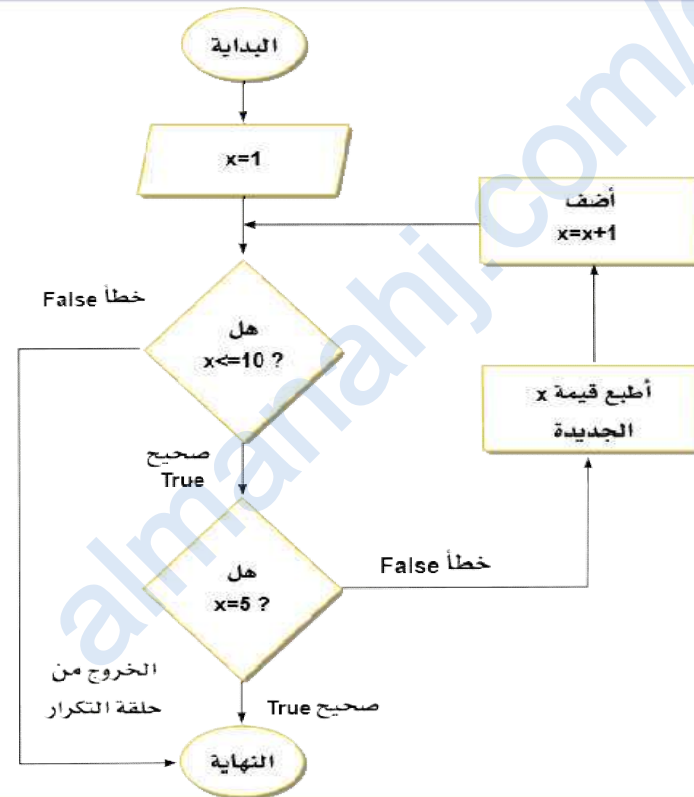 البداية
x=1
أضف
x=x+1
خطأ False
هل
x<=10 ?
أطبع قيمة x
الجديدة
صحيح
True
هل
x=5 ?
خطأ False
الخروج من
حلقة التكرار
صحيح True
النهاية
almanahj.com/